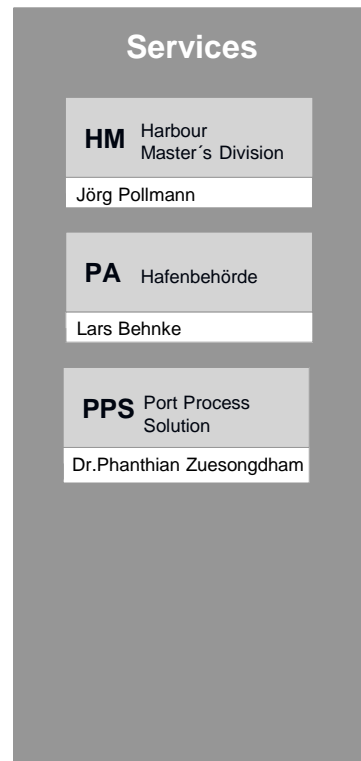 Services
HM Harbour
Master´s Division
Jörg Pollmann
PA Hafenbehörde
Lars Behnke
PPS Port Process
Solution
Dr.Phanthian Zuesongdham